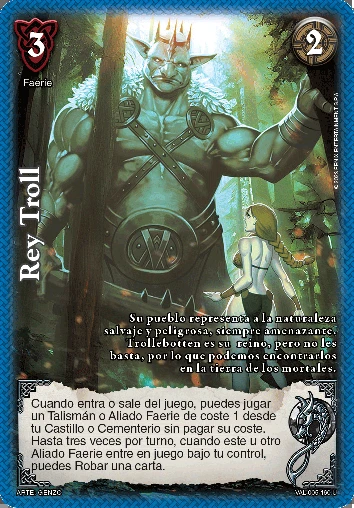 3
2
Faerie
Rey Troll
Su pueblo representa a la naturaleza
salvaje y peligrosa, siempre amenazante.
Trollebotten es su reino, pero no les
basta, por lo que podemos encontrarlos
en la tierra de los mortales.
Cuando entra o sale del juego, puedes jugar
un Talismán o Aliado Faerie de coste 1 desde
tu Castillo o Cementerio sin pagar su coste.
Hasta tres veces por turno, cuando este u otro
Aliado Faerie entre en juego bajo tu control,
puedes Robar una carta.
ARTE: GENZO